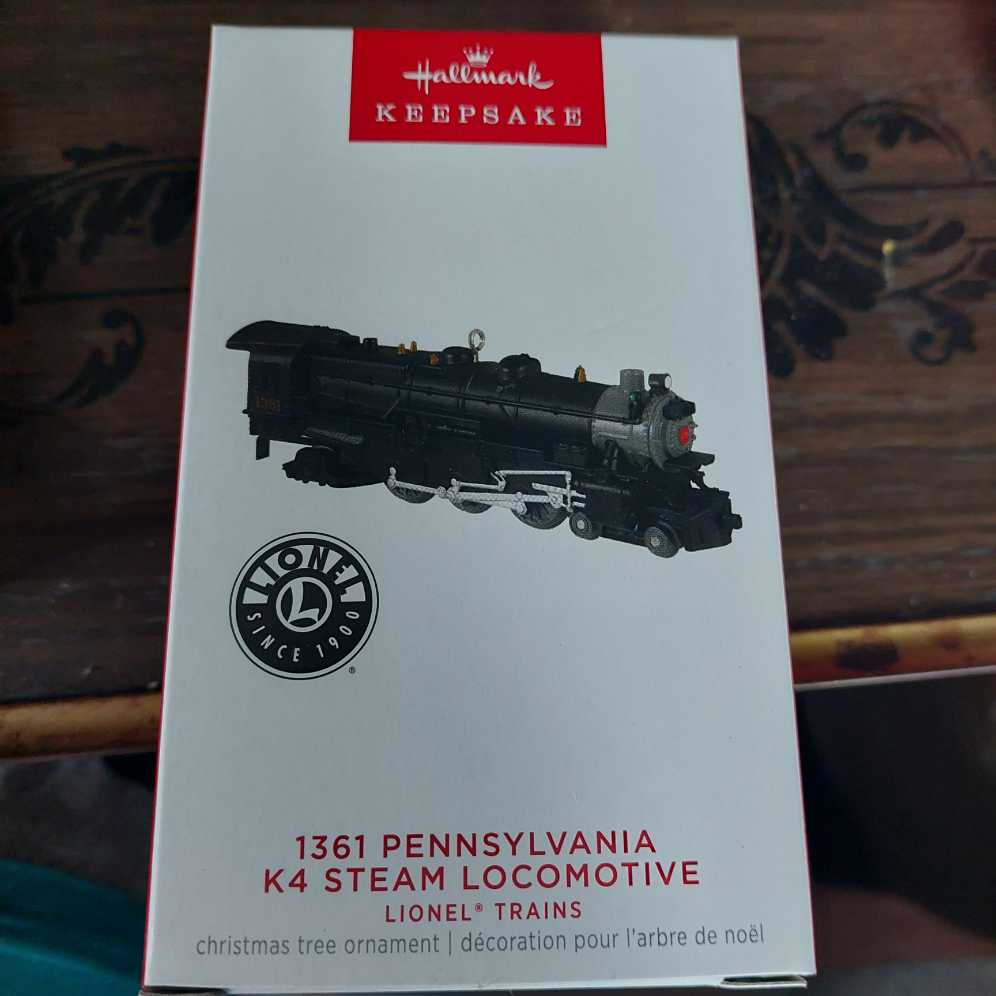 Hallmark
KEEPSAKE
1361
LIONEL
L
SINCE 1900
®
1361 PENNSYLVANIA
K4 STEAM LOCOMOTIVE
LIONEL® TRAINS
christmas tree ornament | décoration pour l'arbre de noël